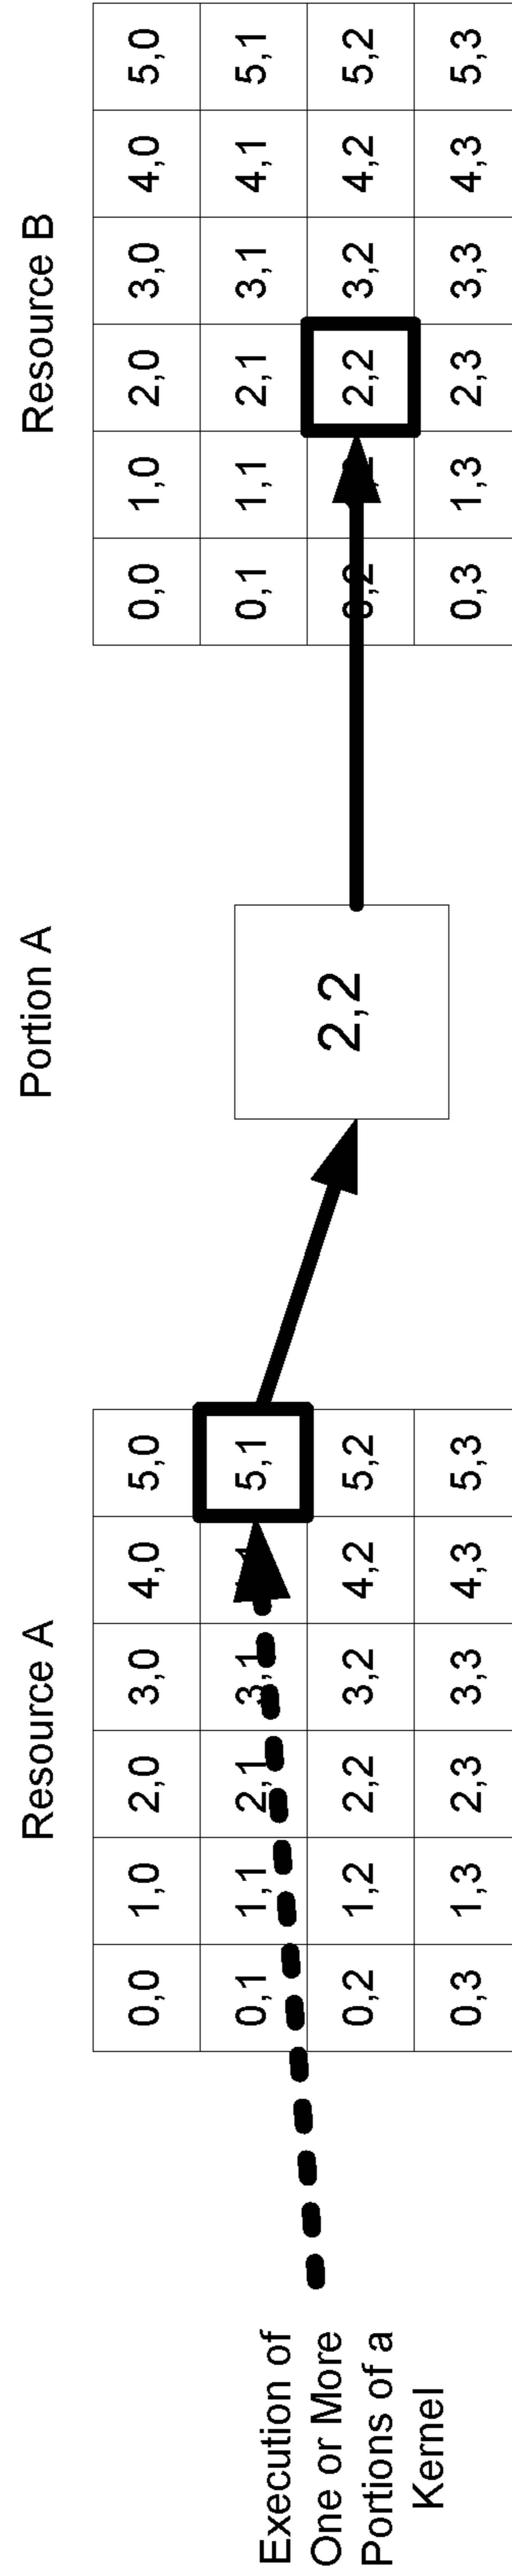 Execution of
One or More
Portions of a
Kernel
Resource A
0,0 1,0 2,0 3,0 4,0 5,0
0,1 1,1 2,1 3,1 5,1
0,2 1,2 2,2 3,2 4,2 5,2
0,3 1,3 2,3 3,3 4,3 5,3
Portion A
2,2
Resource B
0,0 1,0 2,0 3,0 4,0 5,0
0,1 1,1 2,1 3,1 4,1 5,1
2,2 3,2 4,2 5,2
0,3 1,3 2,3 3,3 4,3 5,3